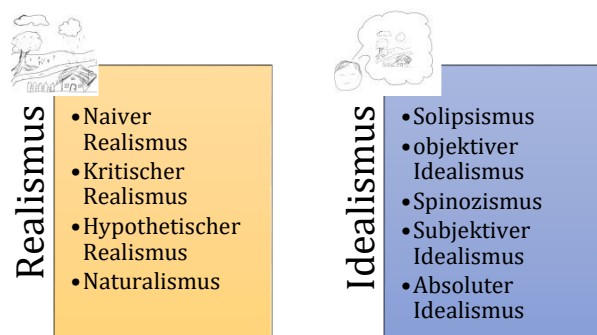 Realismus
•Naiver
Realismus
•Kritischer
Realismus
•Hypothetischer
Realismus
•Naturalismus
Idealismus
•Solipsismus
•objektiver
Idealismus
•Spinozismus
•Subjektiver
Idealismus
•Absoluter
Idealismus